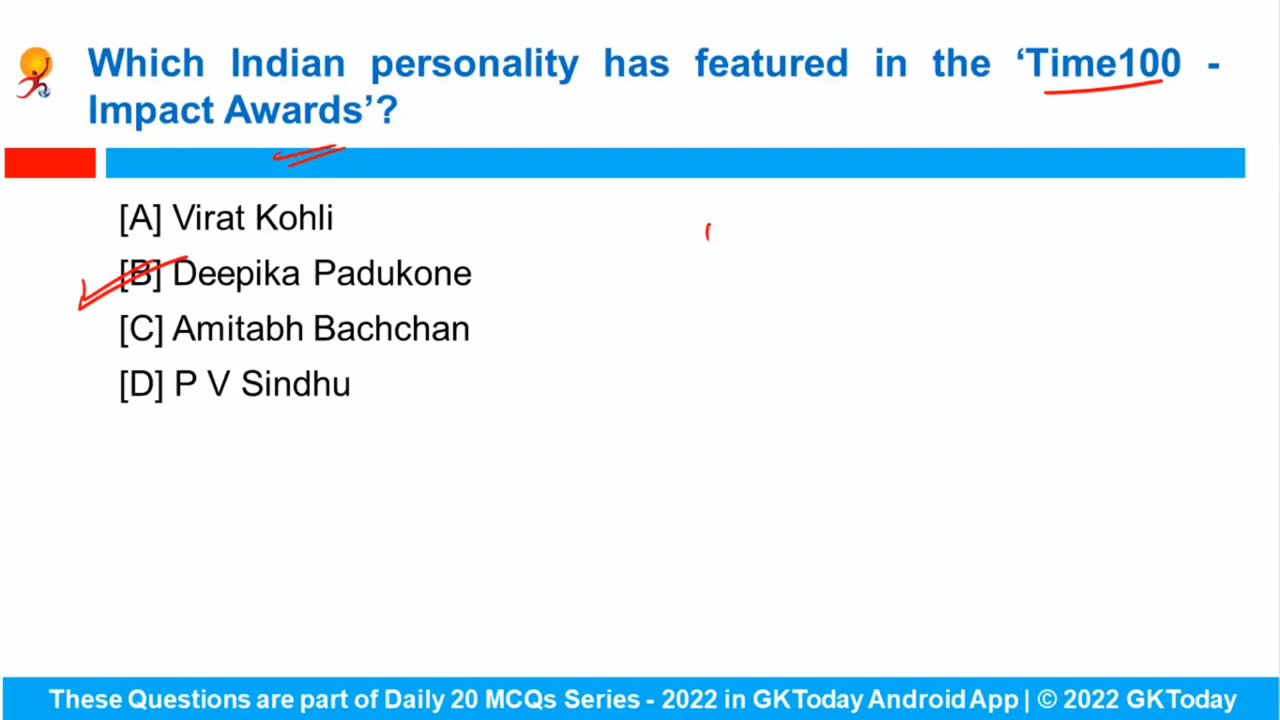 Which Indian personality has featured in the ‘Time100 -
Impact Awards’?
[A] Virat Kohli
[B] Deepika Padukone
[C] Amitabh Bachchan
[D] P V Sindhu
These Questions are part of Daily 20 MCQs Series - 2022 in GKToday Android App | © 2022 GKToday